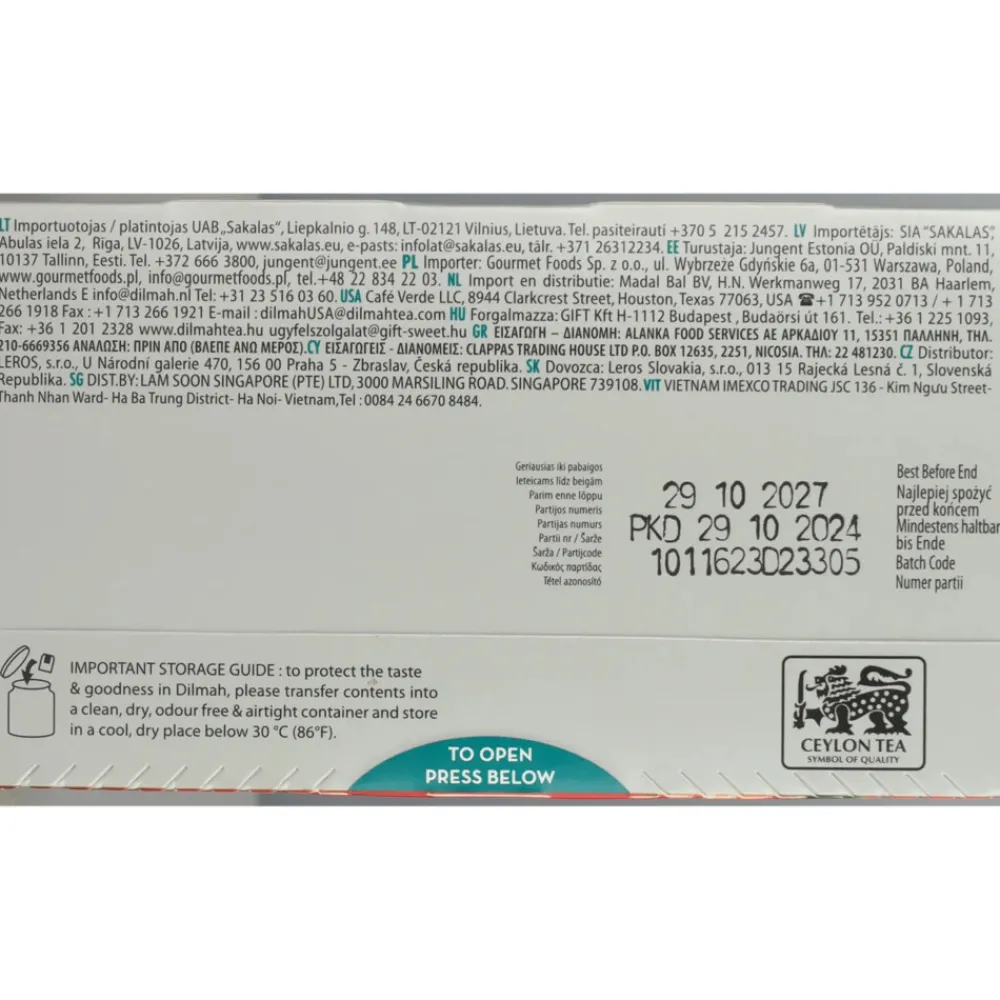 LT Importuotojas / platintojas UAB „Sakalas“, Liepkalnio g. 148, LT-02121 Vilnius, Lietuva. Tel. pasiteirauti +370 5 215 2457. LV Importētājs: SIA "SAKALAS",
Abulas iela 2, Rīga, LV-1026, Latvija, www.sakalas.eu, e-pasts: infolat@sakalas.eu, tālr. +371 26312234. EE Turustaja: Jungent Estonia OÜ, Paldiski mnt. 11,
10137 Tallinn, Eesti. Tel. +372 666 3800, jungent@jungent.ee PL Importer: Gourmet Foods Sp. z o.o., ul. Wybrzeże Gdyńskie 6a, 01-531 Warszawa, Poland,
www.gourmetfoods.pl, info@gourmetfoods.pl, tel.+48 22 834 22 03. NL Import en distributie: Madal Bal BV, H.N. Werkmanweg 17, 2031 BA Haarlem,
Netherlands E info@dilmah.nl Tel: +31 23 516 03 60. USA Café Verde LLC, 8944 Clarkcrest Street, Houston, Texas 77063, USA ☎+1 713 952 0713 / + 1 713
266 1918 Fax : +1 713 266 1921 E-mail : dilmahUSA@dilmahtea.com HU Forgalmazza: GIFT Kft H-1112 Budapest , Budaörsi út 161. Tel.: +36 1 225 1093,
Fax: +36 1 201 2328 www.dilmahtea.hu ugyfelszolgalat@gift-sweet.hu GR ΕΙΣΑΓΩΓΗ – ΔΙΑΝΟΜΗ: ALANKA FOOD SERVICES ΑΕ ΑΡΚΑΔΙΟΥ 11, 15351 ΠΑΛΛΗΝΗ, ΤΗΛ.
210-6669356 ΑΝΑΛΩΣΗ: ΠΡΙΝ ΑΠΟ (ΒΛΕΠΕ ΑΝΩ ΜΕΡΟΣ).CY ΕΙΣΑΓΩΓΕΙΣ - ΔΙΑΝΟΜΕΙΣ: CLAPPAS TRADING HOUSE LTD P.O. BOX 12635, 2251, NICOSIA. ΤΗΛ: 22 481230. CZ Distributor:
LEROS, s.r.o., U Národní galerie 470, 156 00 Praha 5 - Zbraslav, Česká republika. SK Dovozca: Leros Slovakia, s.r.o., 013 15 Rajecká Lesná č. 1, Slovenská
Republika. SG DIST.BY: LAM SOON SINGAPORE (PTE) LTD, 3000 MARSILING ROAD. SINGAPORE 739108. VIT VIETNAM IMEXCO TRADING JSC 136 - Kim Ngưu Street-
Thanh Nhan Ward- Ha Ba Trung District- Ha Noi- Vietnam,Tel : 0084 24 6670 8484.
Geriausias iki pabaigos
Ieteicams līdz beigām
Parim enne lõppu
Partijos numeris
Partijas numurs
Partii nr / Šarže
Šarža / Partijcode
Κωδικός παρτίδας
Tétel azonosító
29 10 2027
PKD 29 10 2024
1011623D23305
Best Before End
Najlepiej spożyć
przed końcem
Mindestens haltbar
bis Ende
Batch Code
Numer partii
IMPORTANT STORAGE GUIDE : to protect the taste
& goodness in Dilmah, please transfer contents into
a clean, dry, odour free & airtight container and store
in a cool, dry place below 30 °C (86°F).
TO OPEN
PRESS BELOW
CEYLON TEA
SYMBOL OF QUALITY